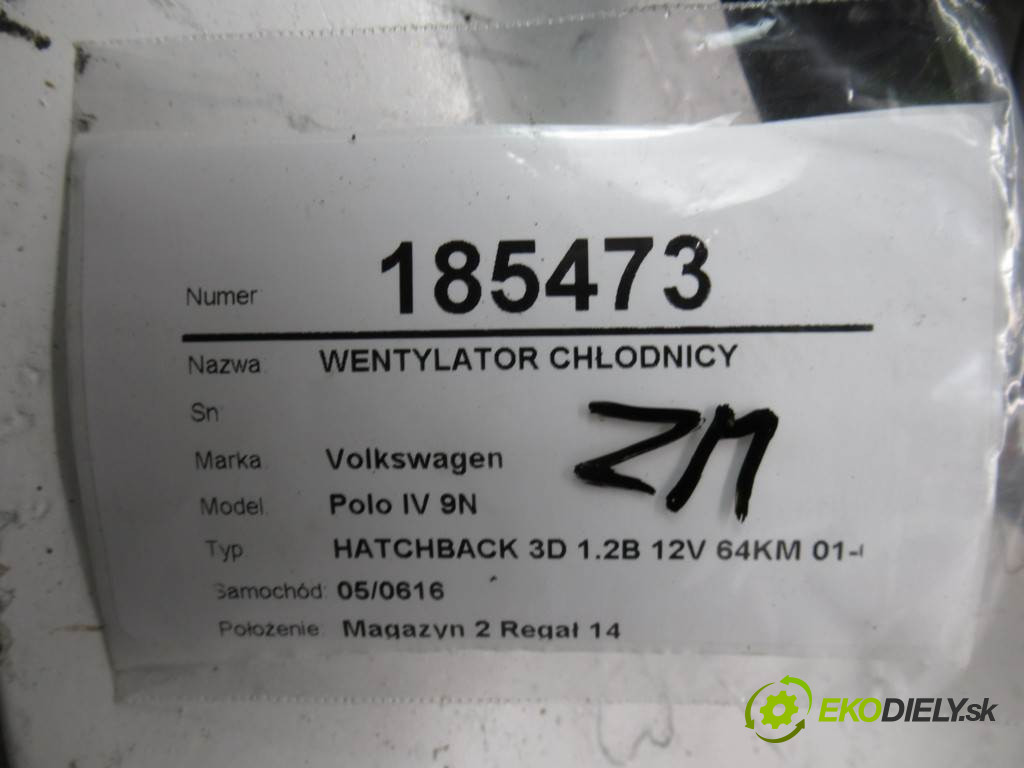 Numer: 185473
Nazwa: WENTYLATOR CHŁODNICY
Sn
ZM
Marka Volkswagen
Model: Polo IV 9N
Typ HATCHBACK 3D 1.2B 12V 64KM 01-
Samochód: 05/0616
Położenie: Magazyn 2 Regał 14
EKODIELY.sk